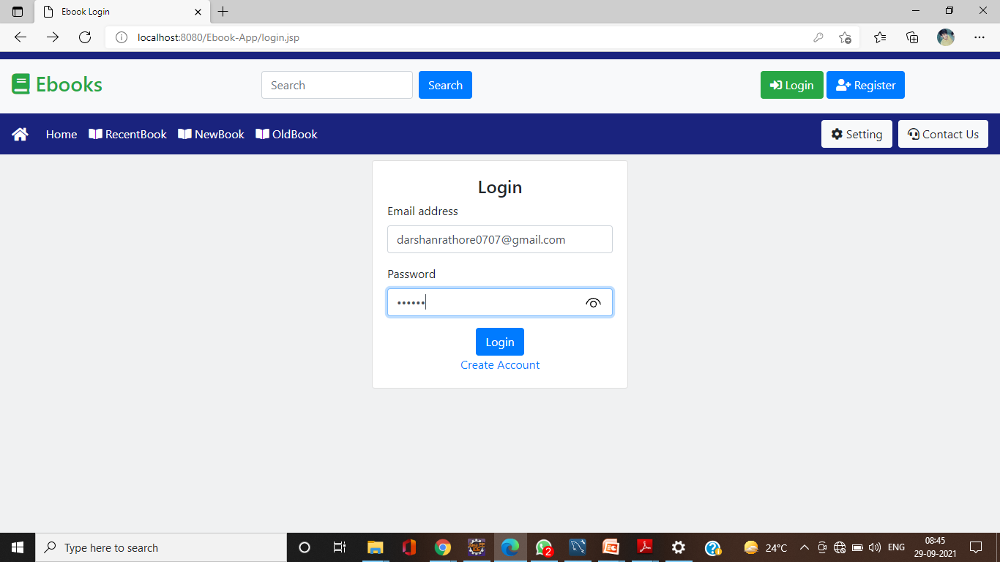 Ebook Login
localhost:8080/Ebook-App/login.jsp
Ebooks
Search
Search
Login
Register
Home
RecentBook
NewBook
OldBook
Setting
Contact Us
Login
Email address
darshanrathore0707@gmail.com
Password
••••••
Login
Create Account
Type here to search
2
24°C
ENG
08:45
29-09-2021